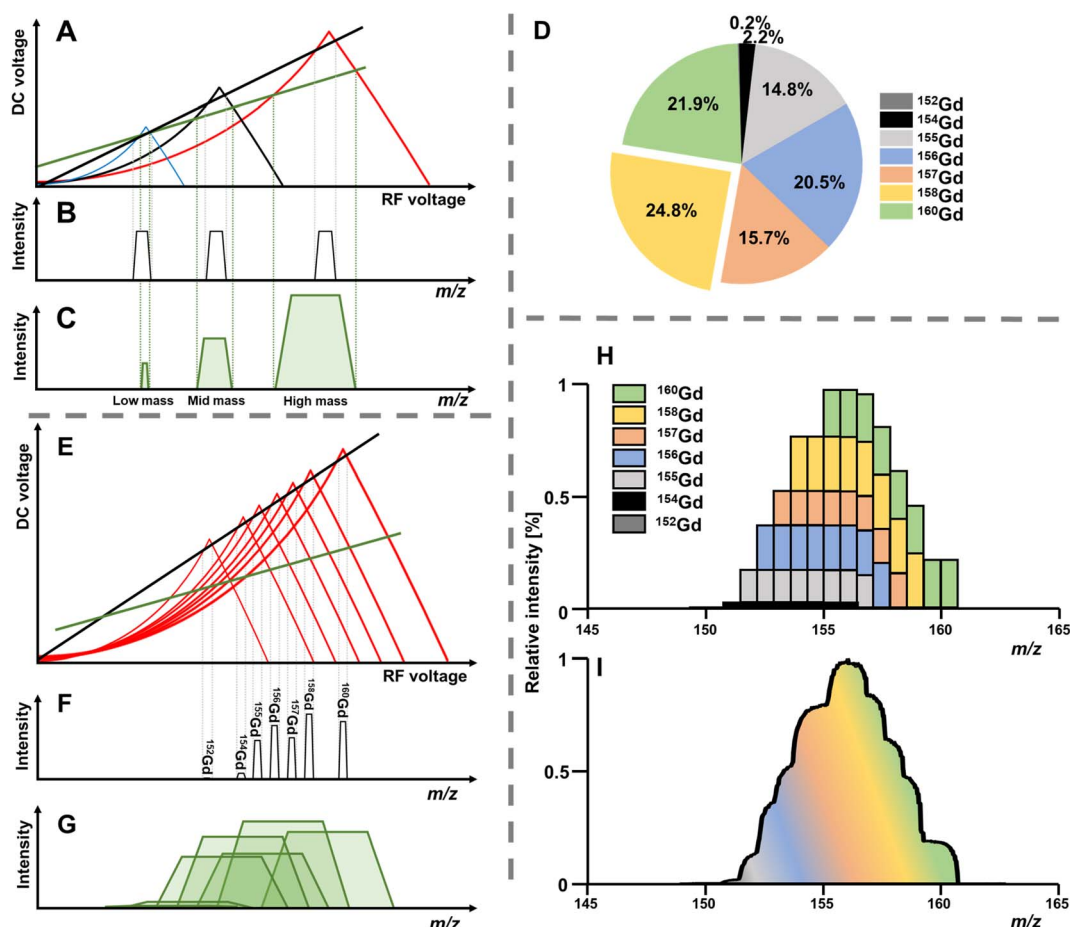 A
DC voltage
RF voltage
B
Intensity
m/z
C
Intensity
Low mass
Mid mass
High mass
m/z
D
0.2%
2.2%
14.8%
20.5%
15.7%
24.8%
21.9%
¹⁵²Gd
¹⁵⁴Gd
¹⁵⁵Gd
¹⁵⁶Gd
¹⁵⁷Gd
¹⁵⁸Gd
¹⁶⁰Gd
E
DC voltage
RF voltage
F
Intensity
¹⁵²Gd
¹⁵⁴Gd
¹⁵⁵Gd
¹⁵⁶Gd
¹⁵⁷Gd
¹⁵⁸Gd
¹⁶⁰Gd
m/z
G
Intensity
m/z
H
¹⁶⁰Gd
¹⁵⁸Gd
¹⁵⁷Gd
¹⁵⁶Gd
¹⁵⁵Gd
¹⁵⁴Gd
¹⁵²Gd
1
0.5
0
145
150
155
160
165
m/z
Relative intensity [%]
I
1
0.5
0
145
150
155
160
165
m/z